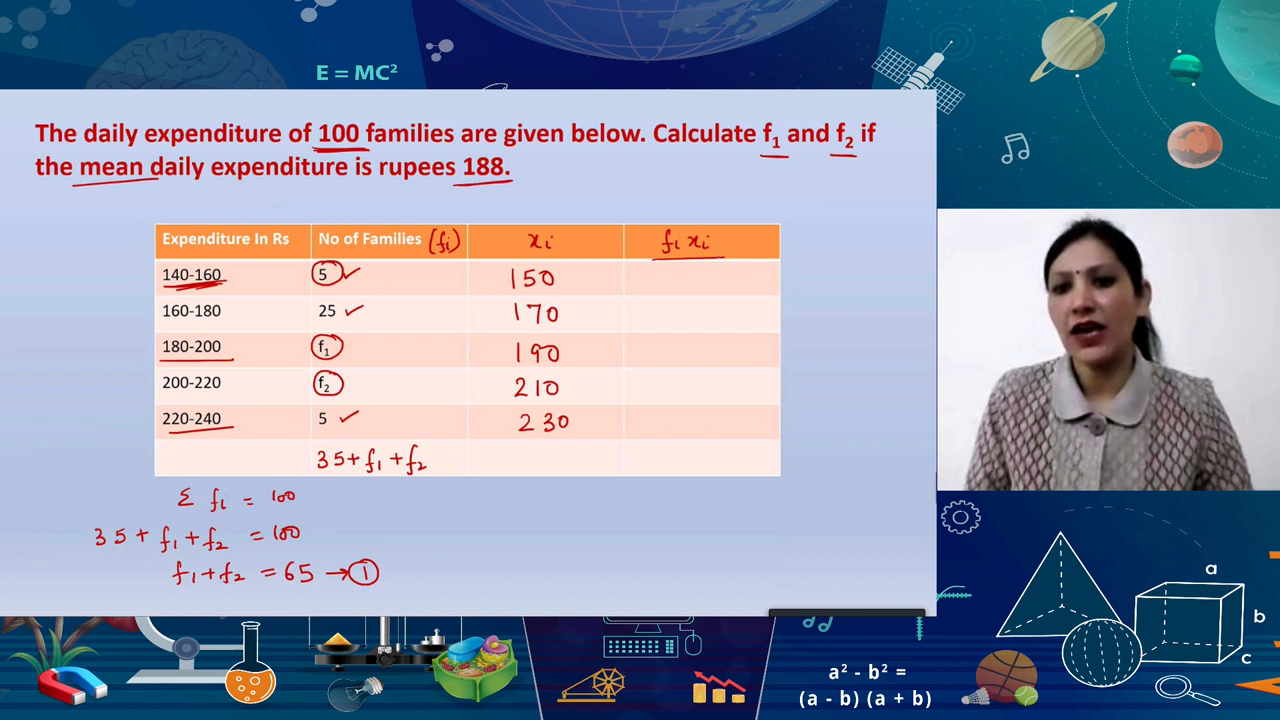 E = MC²
The daily expenditure of 100 families are given below. Calculate f₁ and f₂ if
the mean daily expenditure is rupees 188.
Expenditure In Rs No of Families (fi) xi fi xi
140-160 5 150
160-180 25 170
180-200 f₁ 190
200-220 f₂ 210
220-240 5 230
35+f₁+f₂
Σ fi = 100
35+f₁+f₂ = 100
f₁+f₂ = 65 → 1
a
b
c
a² - b² =
(a - b) (a + b)